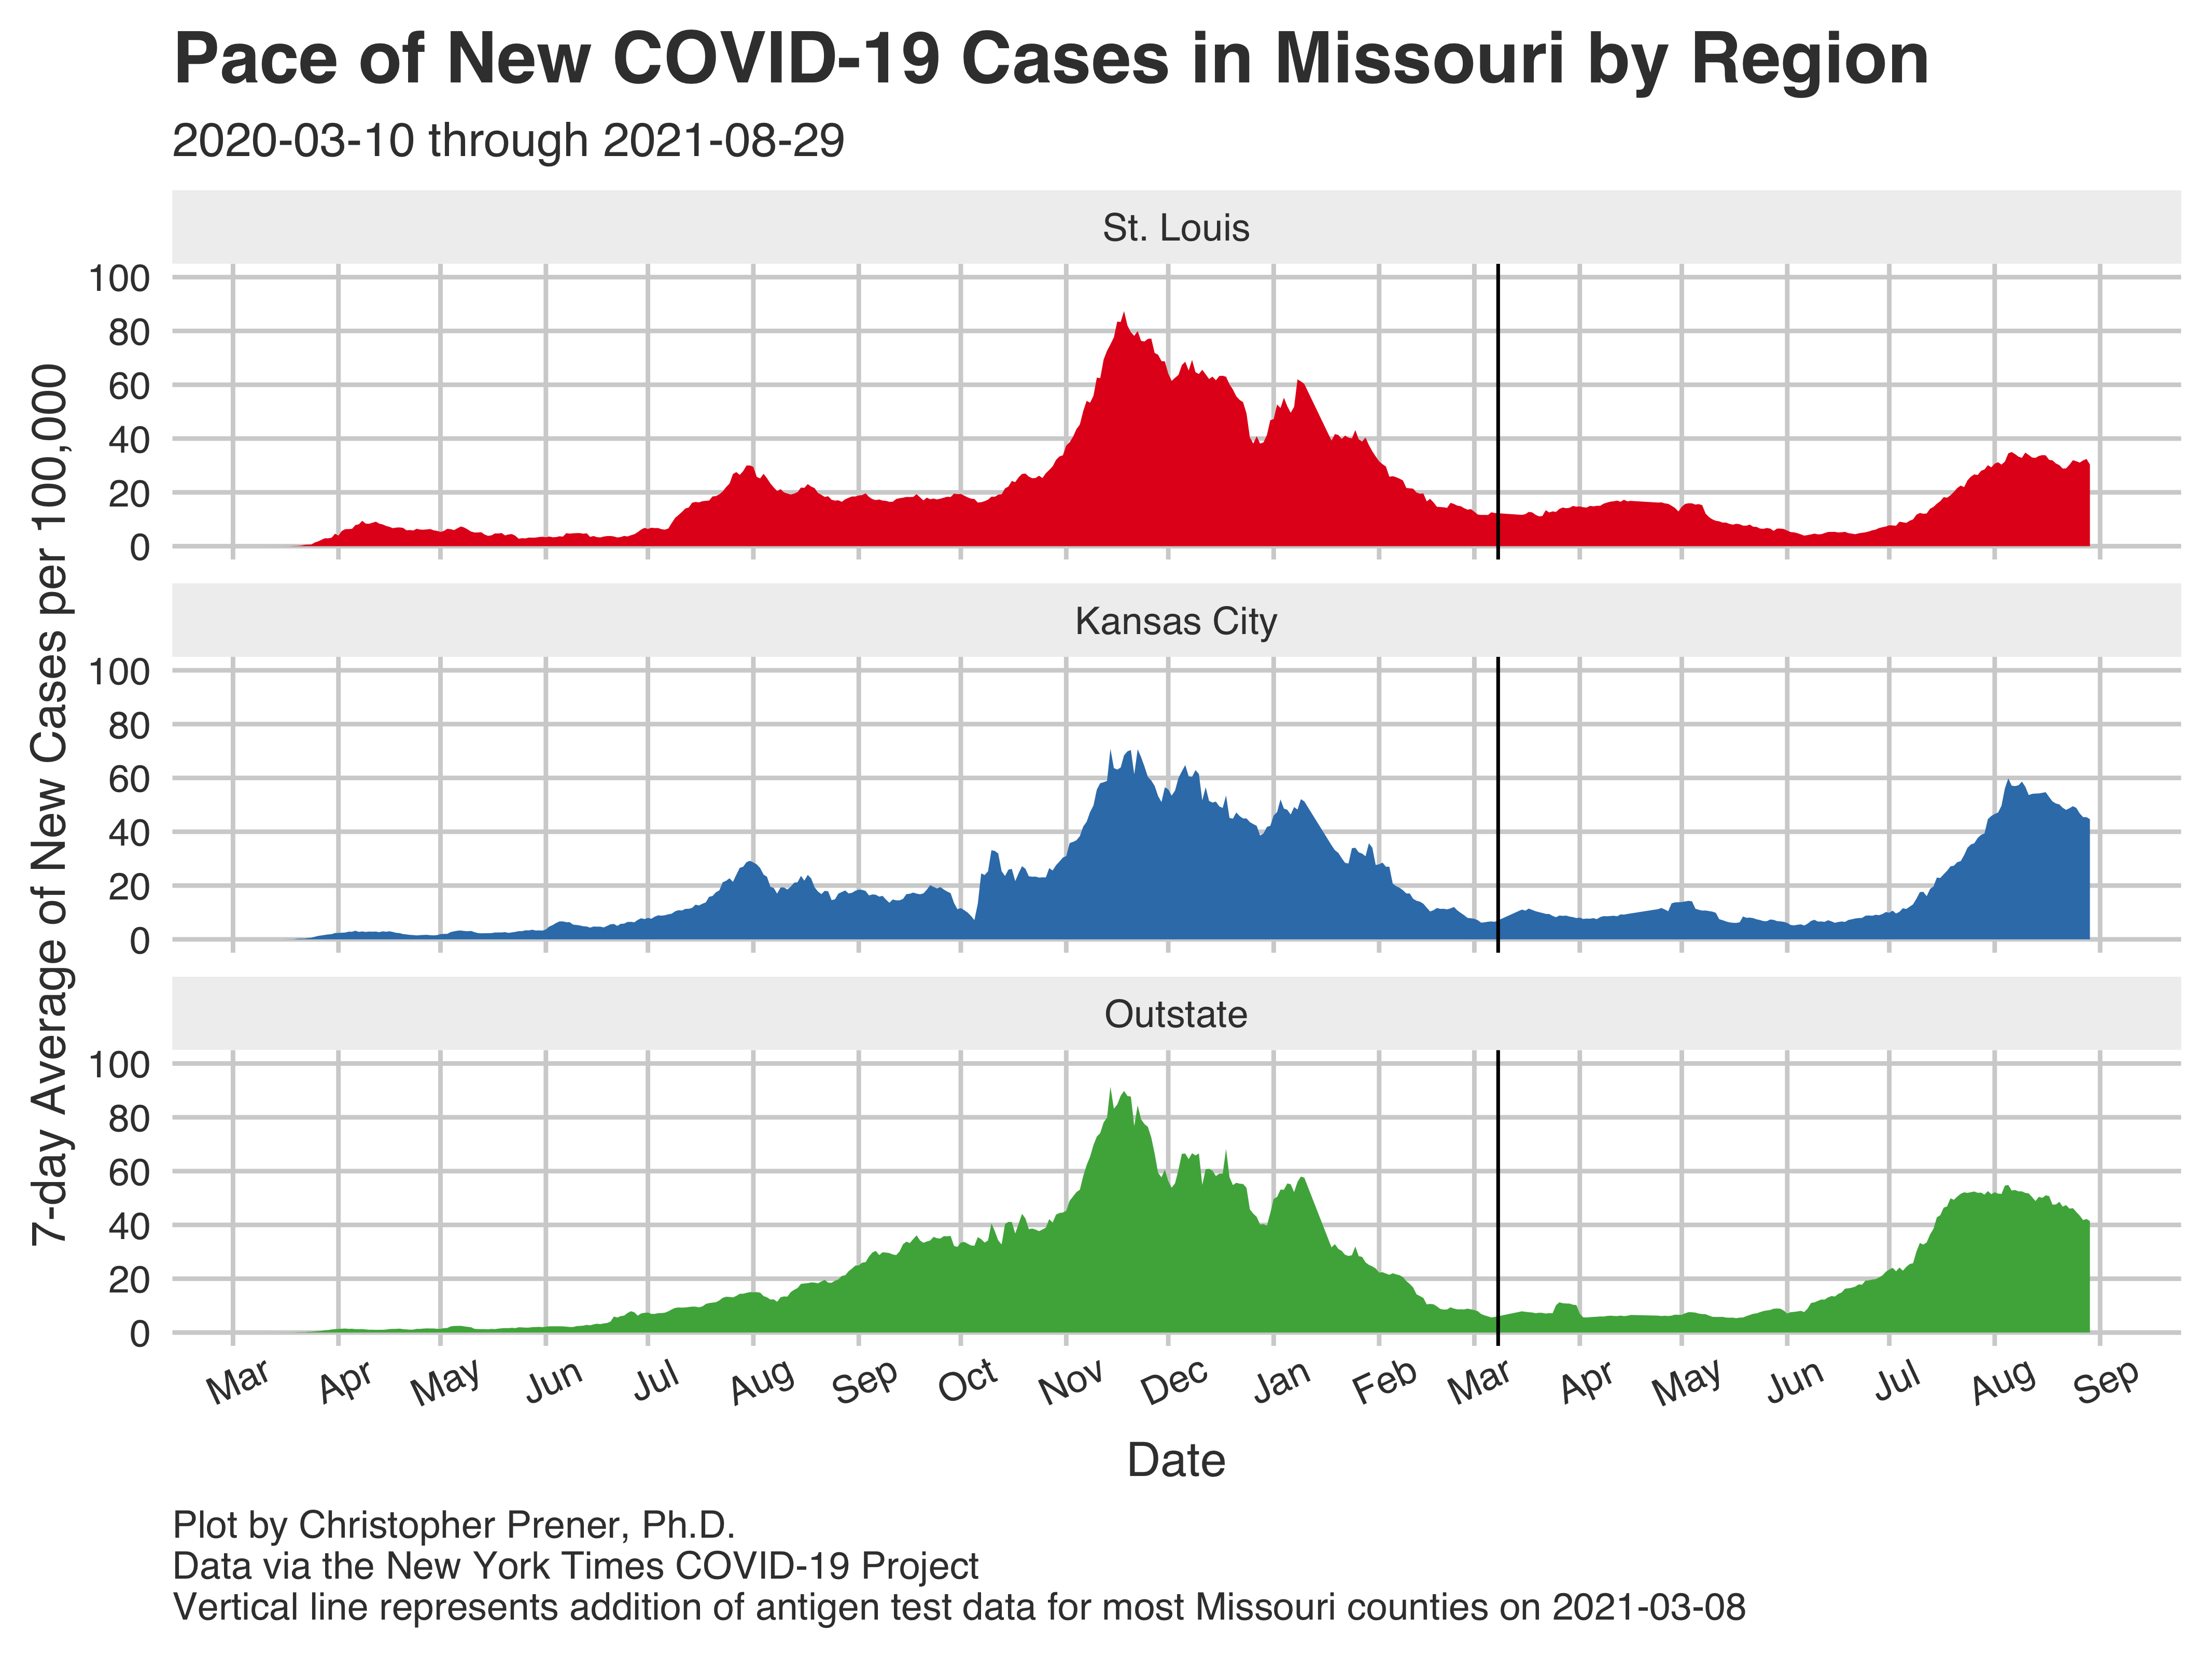 Pace of New COVID-19 Cases in Missouri by Region
2020-03-10 through 2021-08-29
7-day Average of New Cases per 100,000
St. Louis
100
80
60
40
20
0
Kansas City
100
80
60
40
20
0
Outstate
100
80
60
40
20
0
Mar Apr May Jun Jul Aug Sep Oct Nov Dec Jan Feb Mar Apr May Jun Jul Aug Sep
Date
Plot by Christopher Prener, Ph.D.
Data via the New York Times COVID-19 Project
Vertical line represents addition of antigen test data for most Missouri counties on 2021-03-08